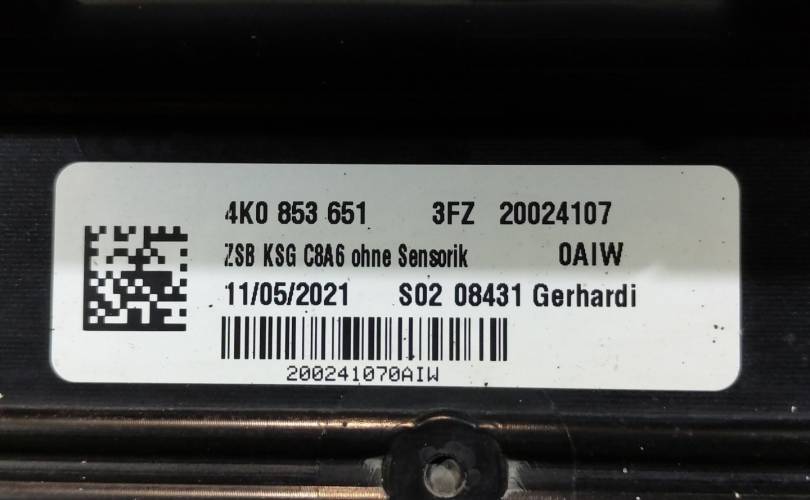 4K0 853 651 3FZ 20024107
ZSB KSG C8A6 ohne Sensorik 0AIW
11/05/2021 S02 08431 Gerhardi
200241070AIW